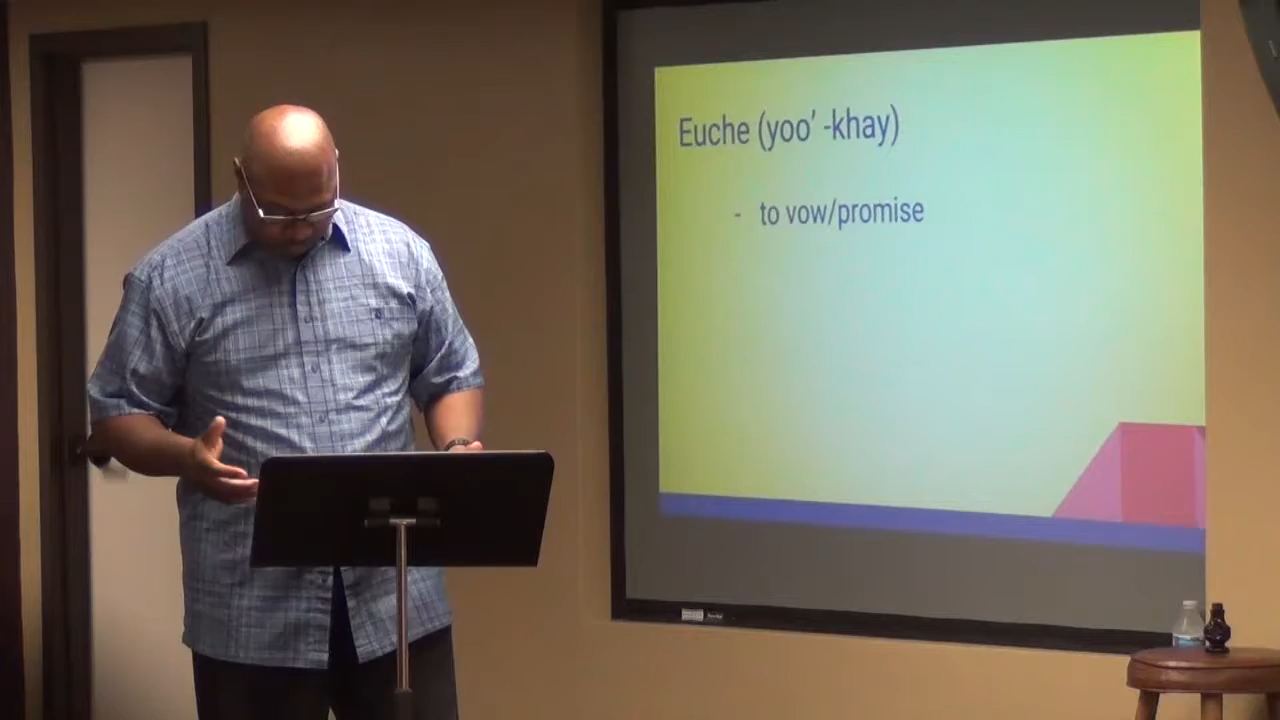 Euche (yoo’ -khay)
- to vow/promise